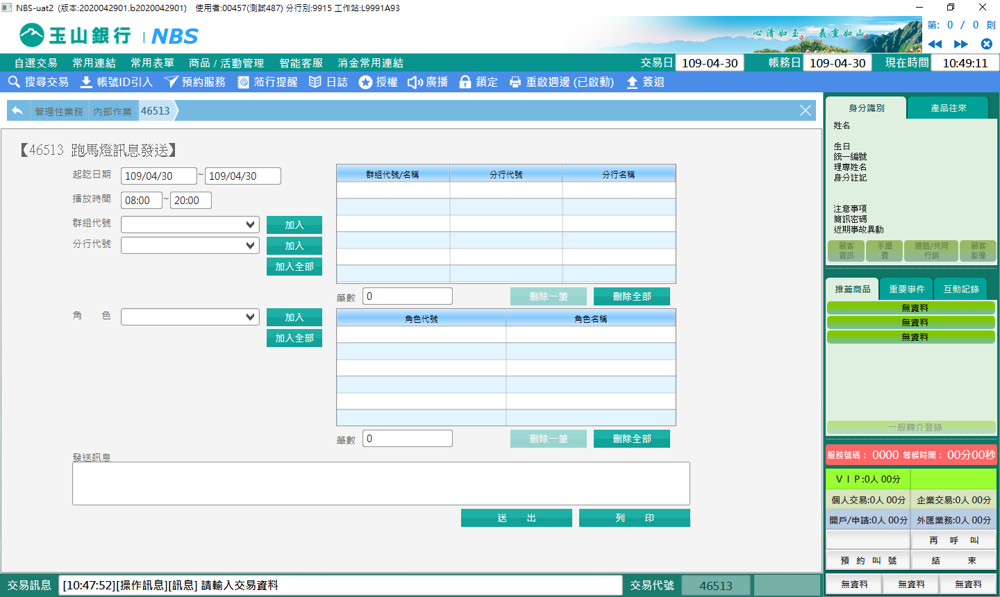 NBS-uat2 (版本:2020042901.b2020042901) 使用者:00457(測試487) 分行別:9915 工作站:L9991A93
玉山銀行 | NBS
心清如玉。義重如山。
第: 0 / 0 則
自選交易 常用連結 常用表單 商品 / 活動管理 智能客服 消金常用連結 交易日 109-04-30 帳務日 109-04-30 現在時間 10:49:11
搜尋交易 帳號ID引入 預約服務 蒞行提醒 日誌 授權 廣播 鎖定 重啟週邊 (已啟動) 簽退
管理性業務 內部作業 46513
【46513 跑馬燈訊息發送】
起訖日期 109/04/30 ~ 109/04/30
播放時間 08:00 ~ 20:00
群組代號 加入
分行代號 加入
加入全部
群組代號/名稱 分行代號 分行名稱
筆數 0 刪除一筆 刪除全部
角 色 加入
加入全部
角色代號 角色名稱
筆數 0 刪除一筆 刪除全部
發送訊息
送 出 列 印
交易訊息 [10:47:52][操作訊息][訊息] 請輸入交易資料 交易代號 46513
身分識別 產品往來
姓名
生日
統一編號
理專姓名
身分註記
注意事項
簡訊密碼
近期事故異動
顧客資訊 手續費 通路/共同行銷 顧客影像
推薦商品 重要事件 互動記錄
無資料
無資料
無資料
一般轉介登錄
服務號碼: 0000 等候時間: 00分00秒
V I P:0人 00分
個人交易:0人 00分 企業交易:0人 00分
開戶/申請:0人 00分 外匯業務:0人 00分
再 呼 叫
預 約 叫 號 結 束
無資料 無資料 無資料